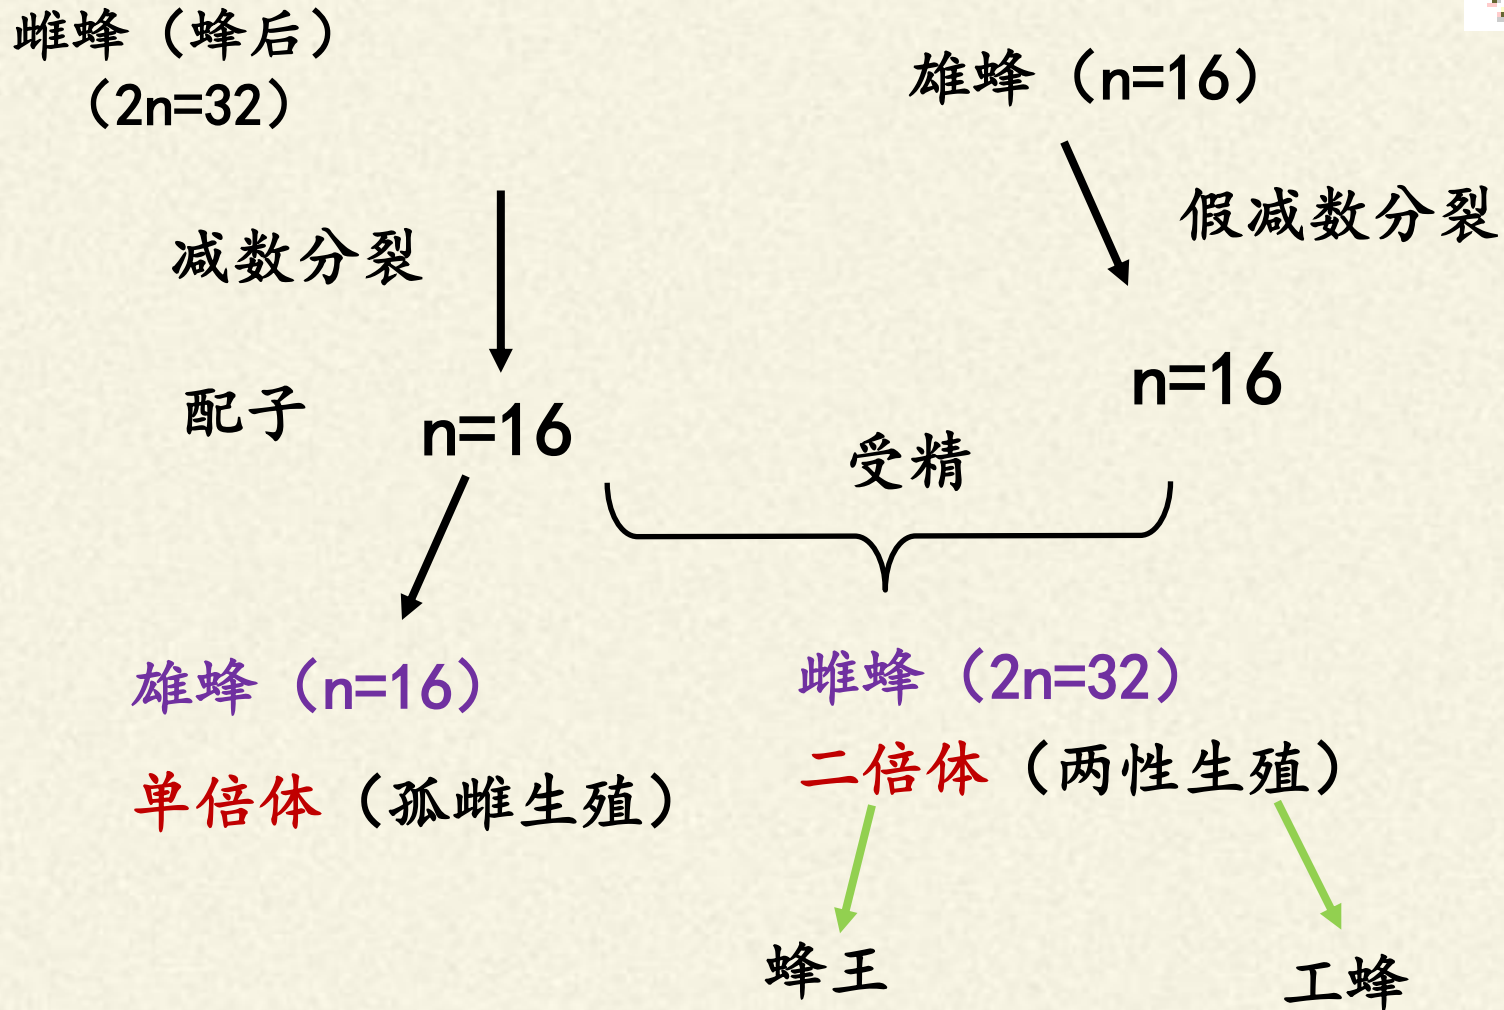 雌蜂（蜂后）
（2n=32）
雄蜂（n=16）
减数分裂
假减数分裂
配子
n=16
n=16
受精
雄蜂（n=16）
单倍体（孤雌生殖）
雌蜂（2n=32）
二倍体（两性生殖）
蜂王
工蜂